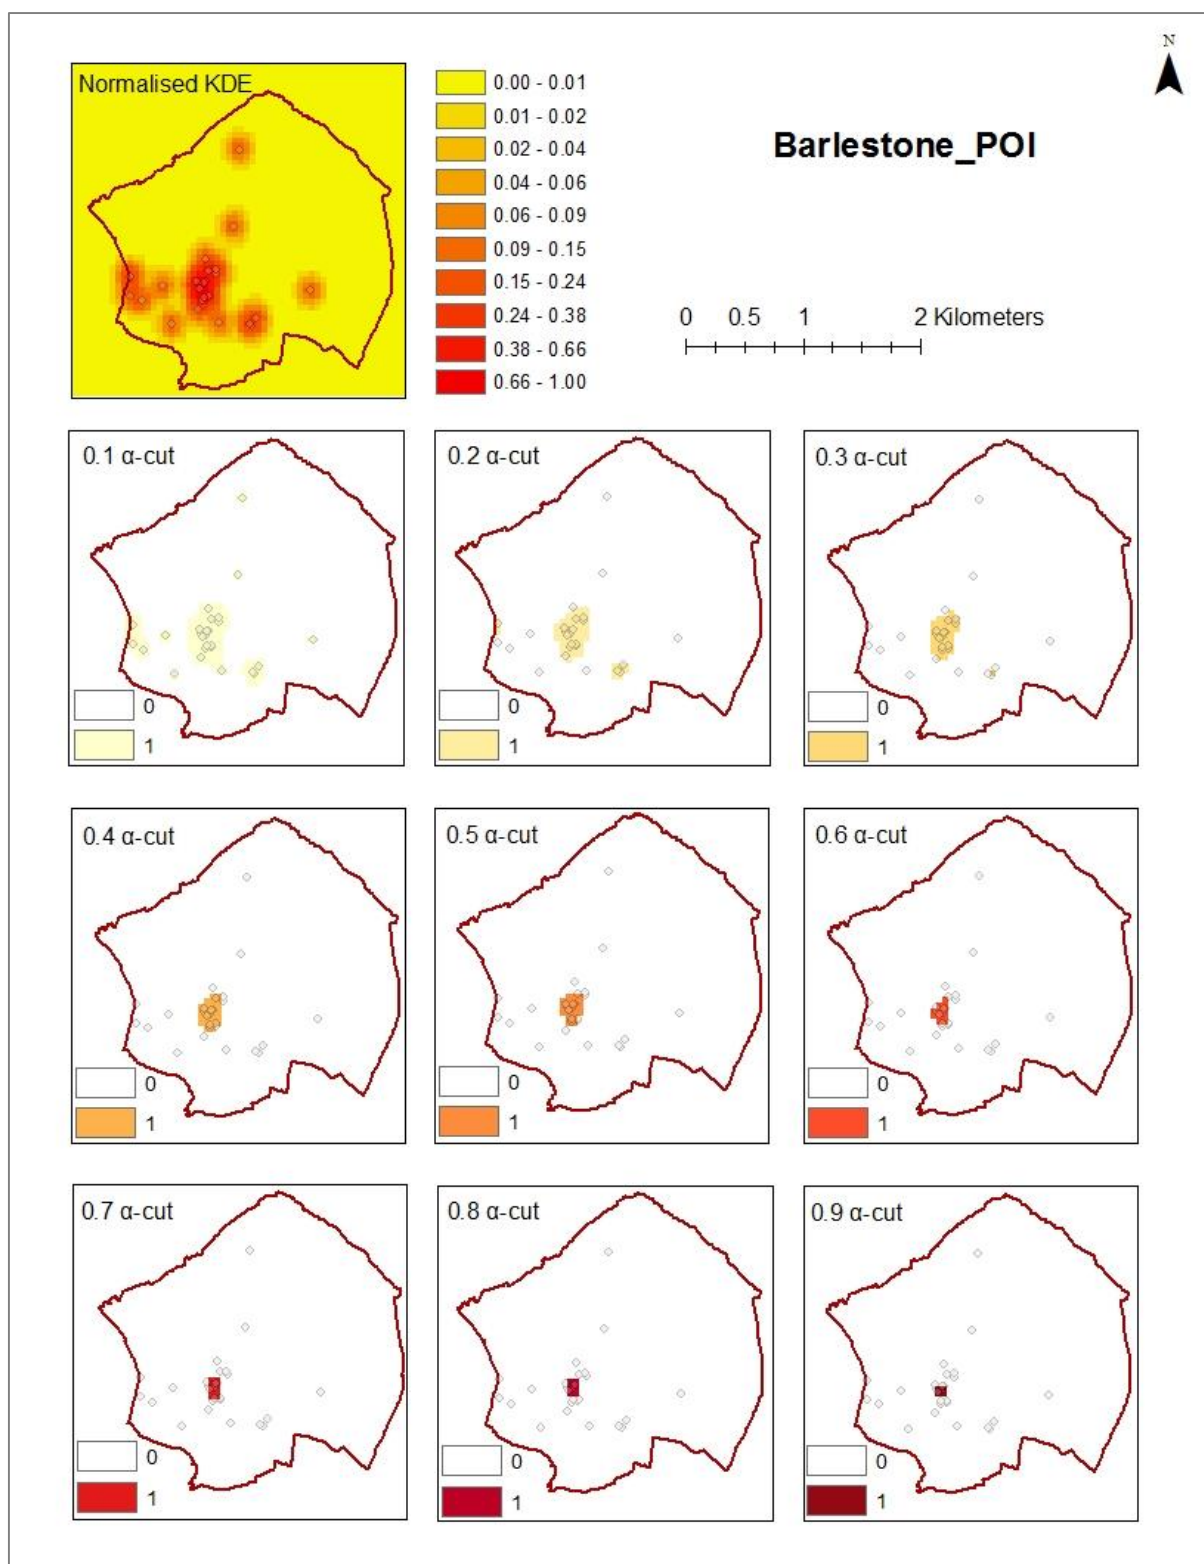 N
Normalised KDE
0.00 - 0.01
0.01 - 0.02
0.02 - 0.04
0.04 - 0.06
0.06 - 0.09
0.09 - 0.15
0.15 - 0.24
0.24 - 0.38
0.38 - 0.66
0.66 - 1.00
Barlestone_POI
0 0.5 1 2 Kilometers
0.1 α-cut
0
1
0.2 α-cut
0
1
0.3 α-cut
0
1
0.4 α-cut
0
1
0.5 α-cut
0
1
0.6 α-cut
0
1
0.7 α-cut
0
1
0.8 α-cut
0
1
0.9 α-cut
0
1